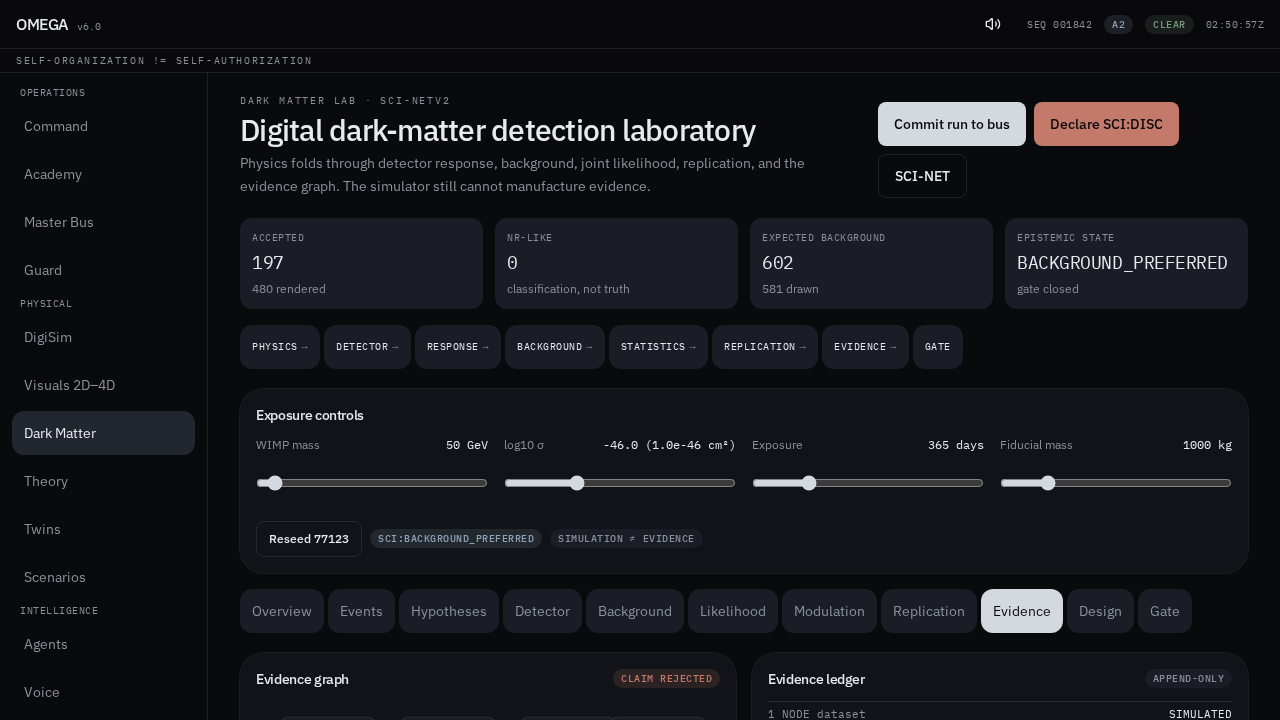 OMEGA v6.0
SEQ 001842 A2 CLEAR 02:50:57Z
SELF-ORGANIZATION != SELF-AUTHORIZATION
OPERATIONS
Command
Academy
Master Bus
Guard
PHYSICAL
DigiSim
Visuals 2D–4D
Dark Matter
Theory
Twins
Scenarios
INTELLIGENCE
Agents
Voice
DARK MATTER LAB · SCI-NETV2
Digital dark-matter detection laboratory
Physics folds through detector response, background, joint likelihood, replication, and the
evidence graph. The simulator still cannot manufacture evidence.
Commit run to bus
Declare SCI:DISC
SCI-NET
ACCEPTED
197
480 rendered
NR-LIKE
0
classification, not truth
EXPECTED BACKGROUND
602
581 drawn
EPISTEMIC STATE
BACKGROUND_PREFERRED
gate closed
PHYSICS → DETECTOR → RESPONSE → BACKGROUND → STATISTICS → REPLICATION → EVIDENCE → GATE
Exposure controls
WIMP mass 50 GeV
log10 σ -46.0 (1.0e-46 cm²)
Exposure 365 days
Fiducial mass 1000 kg
Reseed 77123 SCI:BACKGROUND_PREFERRED SIMULATION ≠ EVIDENCE
Overview Events Hypotheses Detector Background Likelihood Modulation Replication Evidence Design Gate
Evidence graph CLAIM REJECTED
Evidence ledger APPEND-ONLY
1 NODE dataset SIMULATED